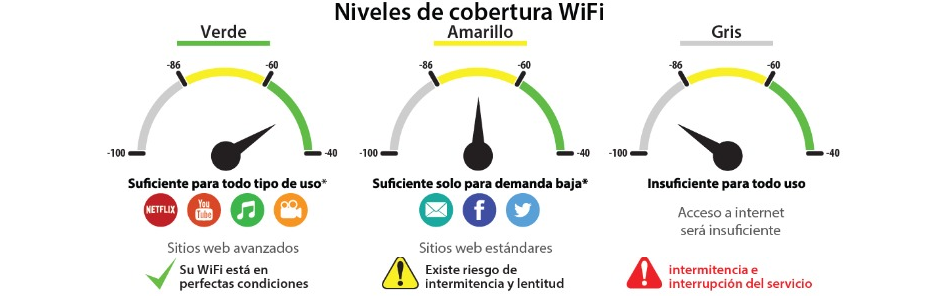 Niveles de cobertura WiFi
Verde
-86
-60
-100
-40
Suficiente para todo tipo de uso*
NETFLIX
You
Tube
Sitios web avanzados
Su WiFi está en
perfectas condiciones
Amarillo
-86
-60
-100
-40
Suficiente solo para demanda baja*
f
Sitios web estándares
Existe riesgo de
intermitencia y lentitud
Gris
-86
-60
-100
-40
Insuficiente para todo uso
Acceso a internet
será insuficiente
intermitencia e
interrupción del servicio